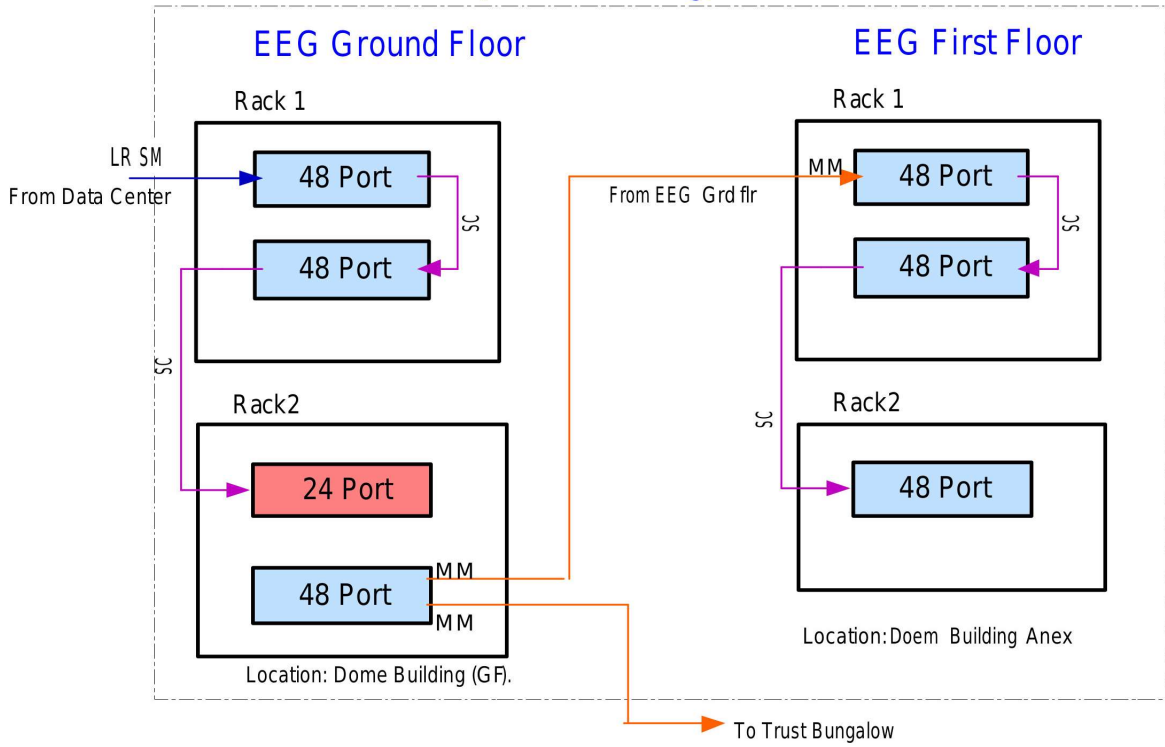 EEG Ground Floor
EEG First Floor
Rack 1
Rack 1
LR SM
From Data Center
48 Port
SC
48 Port
SC
Rack2
24 Port
48 Port
MM
MM
Location: Dome Building (GF).
MM
From EEG Grd flr
48 Port
SC
48 Port
SC
Rack2
48 Port
Location:Doem Building Anex
To Trust Bungalow